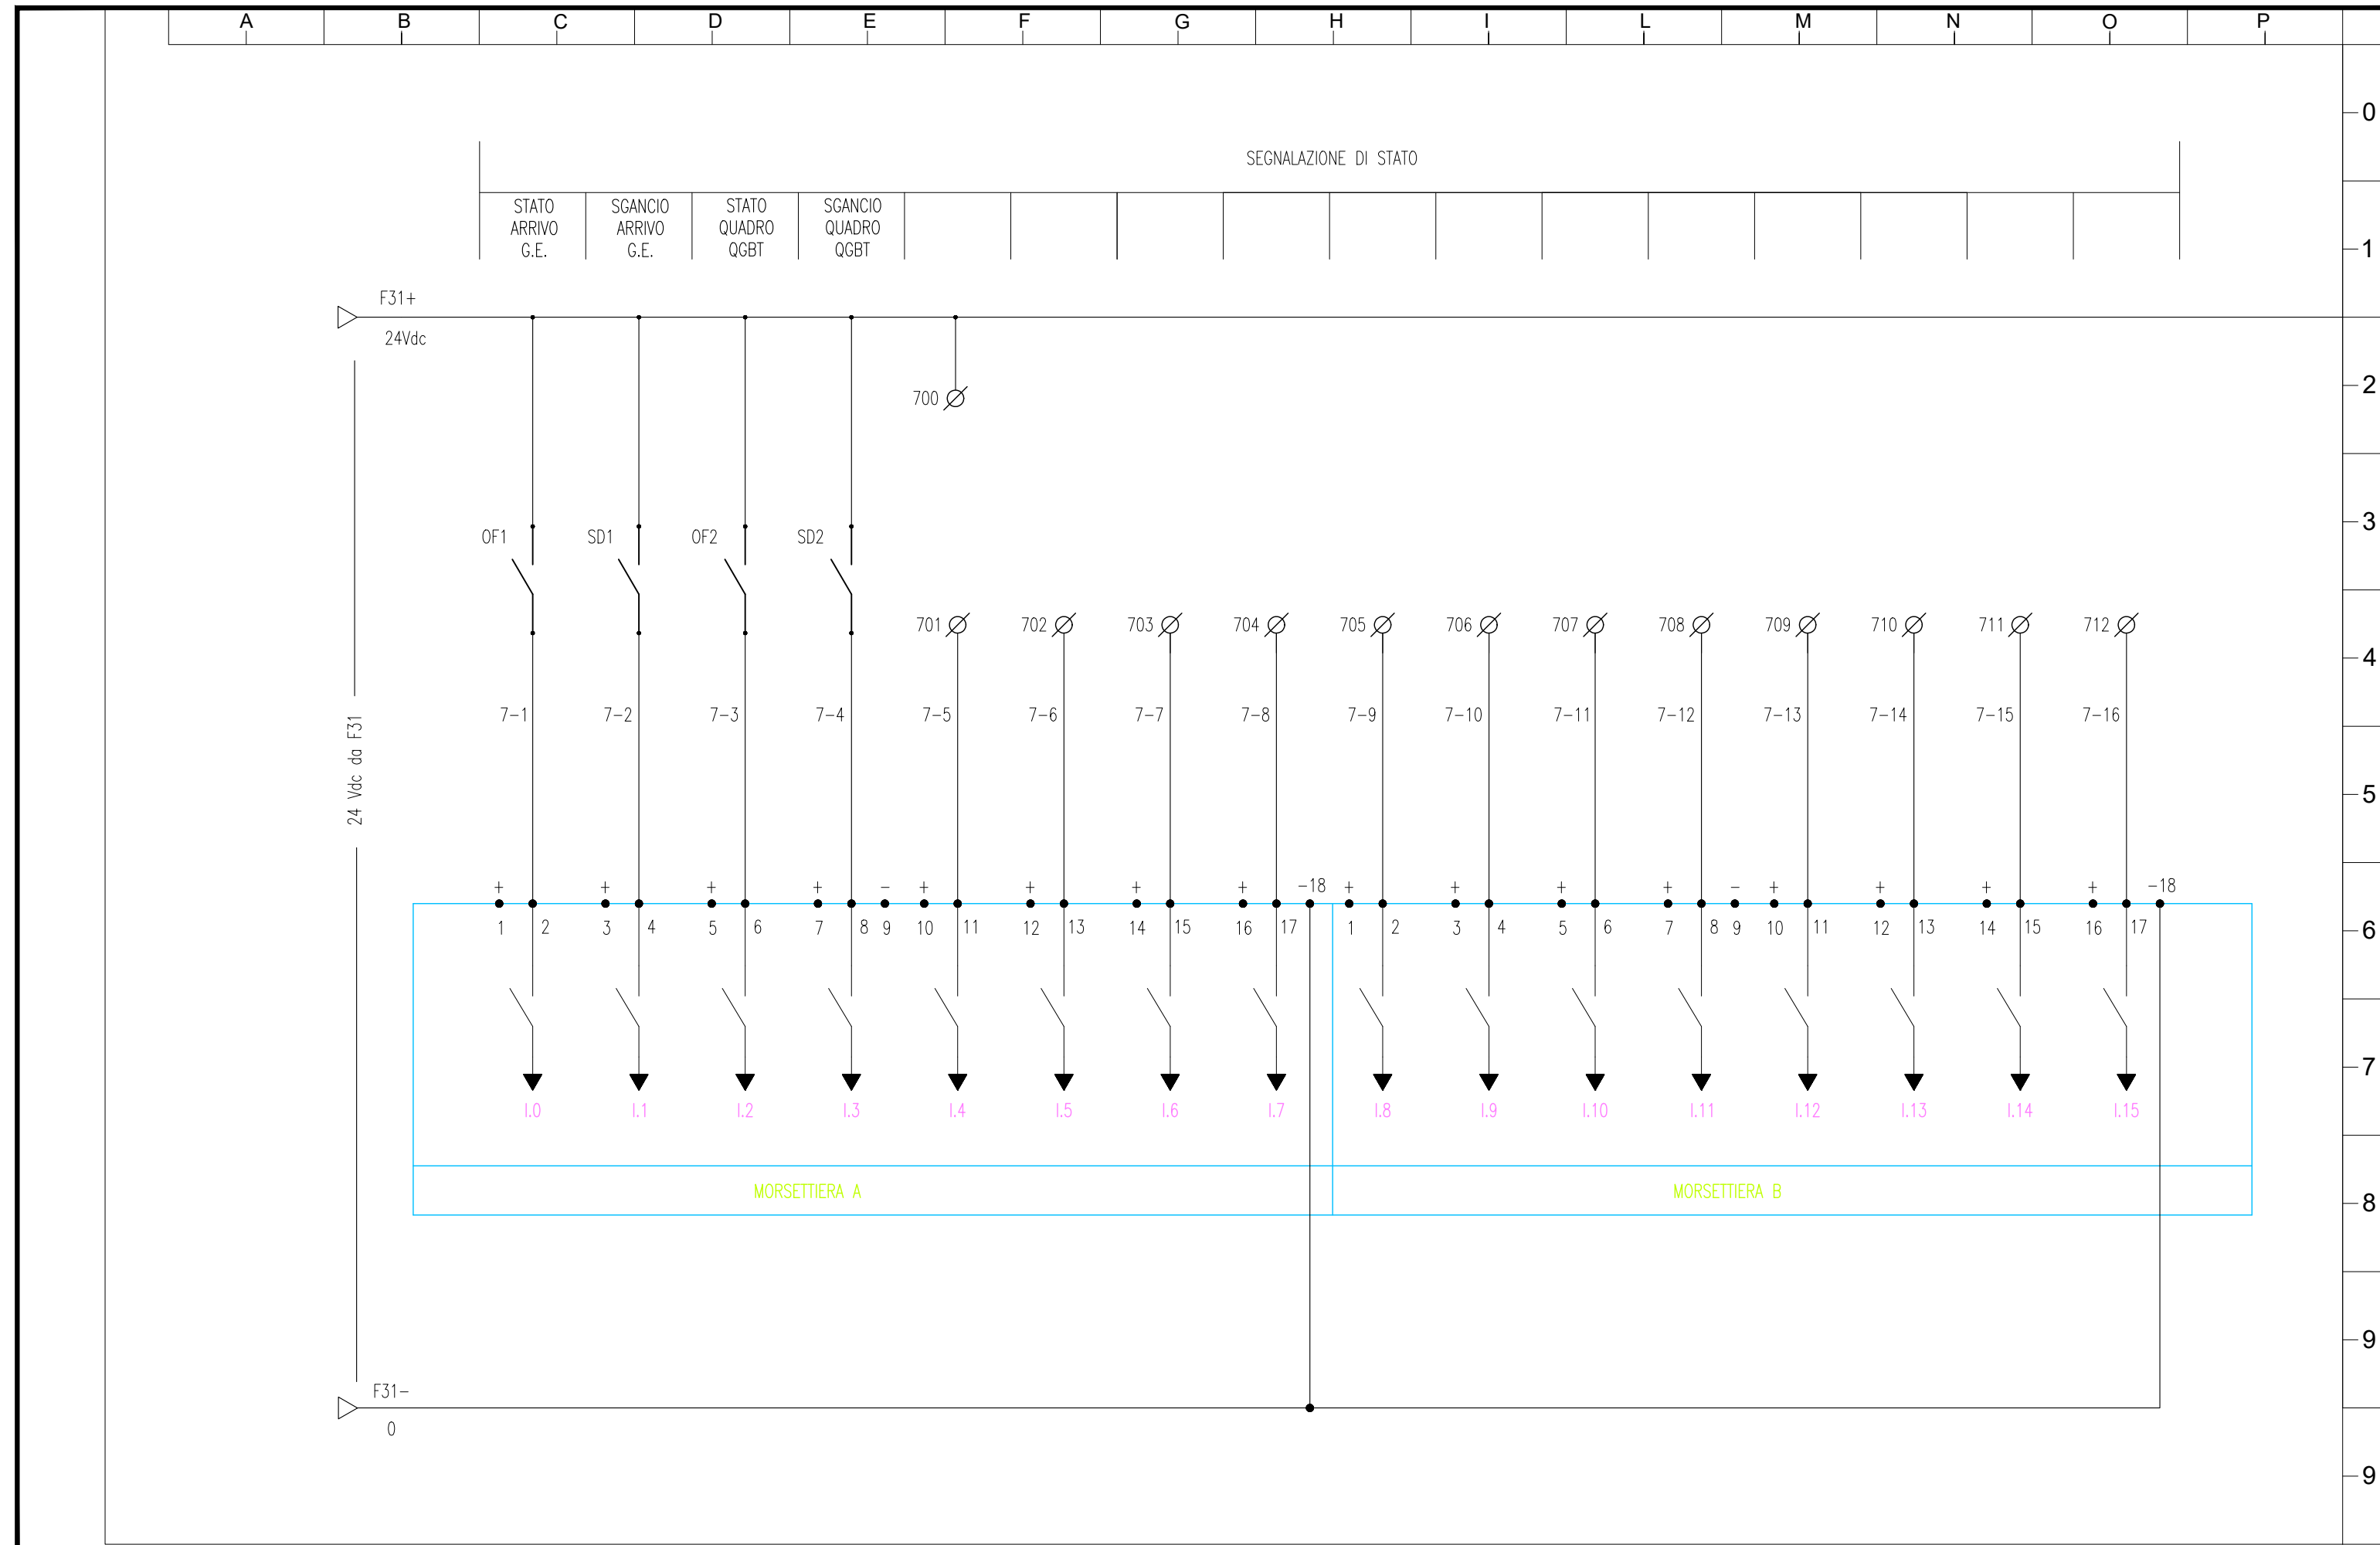 A B C D E F G H I L M N O P
0
SEGNALAZIONE DI STATO
STATO SGANCIO STATO SGANCIO
ARRIVO ARRIVO QUADRO QUADRO
G.E. G.E. QGBT QGBT
1
F31+
24Vdc
2
700
3
OF1 SD1 OF2 SD2
701 702 703 704 705 706 707 708 709 710 711 712
4
7-1 7-2 7-3 7-4 7-5 7-6 7-7 7-8 7-9 7-10 7-11 7-12 7-13 7-14 7-15 7-16
24 Vdc da F31
5
+ + + + - + + + + -18 + + + + - + + + + -18
1 2 3 4 5 6 7 8 9 10 11 12 13 14 15 16 17 1 2 3 4 5 6 7 8 9 10 11 12 13 14 15 16 17
6
7
I.0 I.1 I.2 I.3 I.4 I.5 I.6 I.7 I.8 I.9 I.10 I.11 I.12 I.13 I.14 I.15
MORSETTIERA A MORSETTIERA B
8
9
F31-
0
9